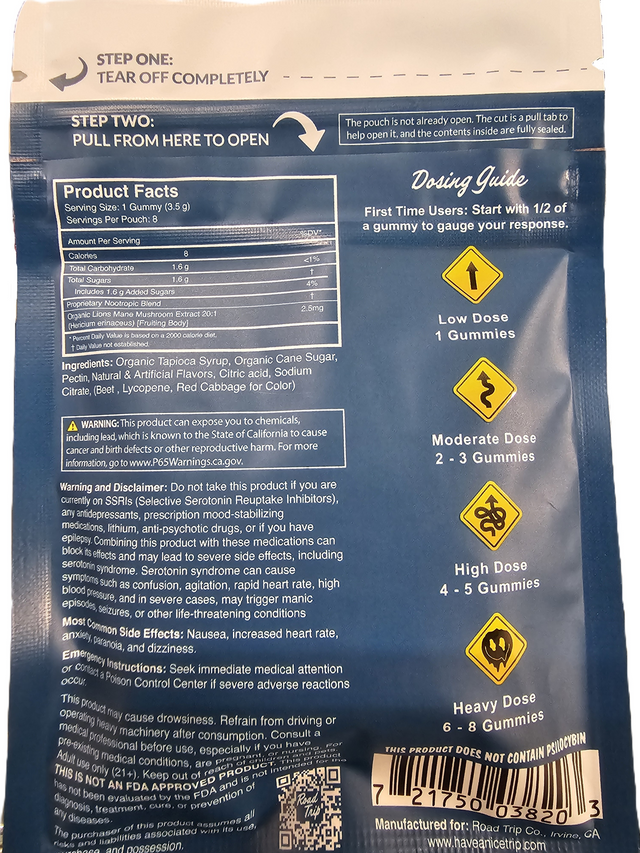 STEP ONE:
TEAR OFF COMPLETELY
STEP TWO:
PULL FROM HERE TO OPEN
The pouch is not already open. The cut is a pull tab to
help open it, and the contents inside are fully sealed.
Product Facts
Serving Size: 1 Gummy (3.5 g)
Servings Per Pouch: 8
Amount Per Serving %DV*
Calories 8
Total Carbohydrate 1.6 g <1%
Total Sugars 1.6 g †
Includes 1.6 g Added Sugars 4%
Proprietary Nootropic Blend †
Organic Lions Mane Mushroom Extract 20:1 2.5mg
(Hericium erinaceus) [Fruiting Body]
* Percent Daily Value is based on a 2000 calorie diet.
† Daily Value not established.
Ingredients: Organic Tapioca Syrup, Organic Cane Sugar,
Pectin, Natural & Artificial Flavors, Citric acid, Sodium
Citrate, (Beet , Lycopene, Red Cabbage for Color)
WARNING: This product can expose you to chemicals,
including lead, which is known to the State of California to cause
cancer and birth defects or other reproductive harm. For more
information, go to www.P65Warnings.ca.gov.
Warning and Disclaimer: Do not take this product if you are
currently on SSRIs (Selective Serotonin Reuptake Inhibitors),
any antidepressants, prescription mood-stabilizing
medications, lithium, anti-psychotic drugs, or if you have
epilepsy. Combining this product with these medications can
block its effects and may lead to severe side effects, including
serotonin syndrome. Serotonin syndrome can cause
symptoms such as confusion, agitation, rapid heart rate, high
blood pressure, and in severe cases, may trigger manic
episodes, seizures, or other life-threatening conditions
Most Common Side Effects: Nausea, increased heart rate,
anxiety, paranoia, and dizziness.
Emergency Instructions: Seek immediate medical attention
or contact a Poison Control Center if severe adverse reactions
occur.
This product may cause drowsiness. Refrain from driving or
operating heavy machinery after consumption. Consult a
medical professional before use, especially if you have
pre-existing medical conditions, are pregnant, or nursing. For
Adult use only (21+). Keep out of reach of children and pets.
THIS IS NOT AN FDA APPROVED PRODUCT. This product
has not been evaluated by the FDA and is not intended for the
diagnosis, treatment, cure, or prevention of
any diseases.
The purchaser of this product assumes all
risks and liabilities associated with its use,
and possession.
Dosing Guide
First Time Users: Start with 1/2 of
a gummy to gauge your response.
Low Dose
1 Gummies
Moderate Dose
2 - 3 Gummies
High Dose
4 - 5 Gummies
Heavy Dose
6 - 8 Gummies
THIS PRODUCT DOES NOT CONTAIN PSILOCYBIN
Road
Trip
7 21750 03820 3
Manufactured for: Road Trip Co., Irvine, CA
www.haveanicetrip.com